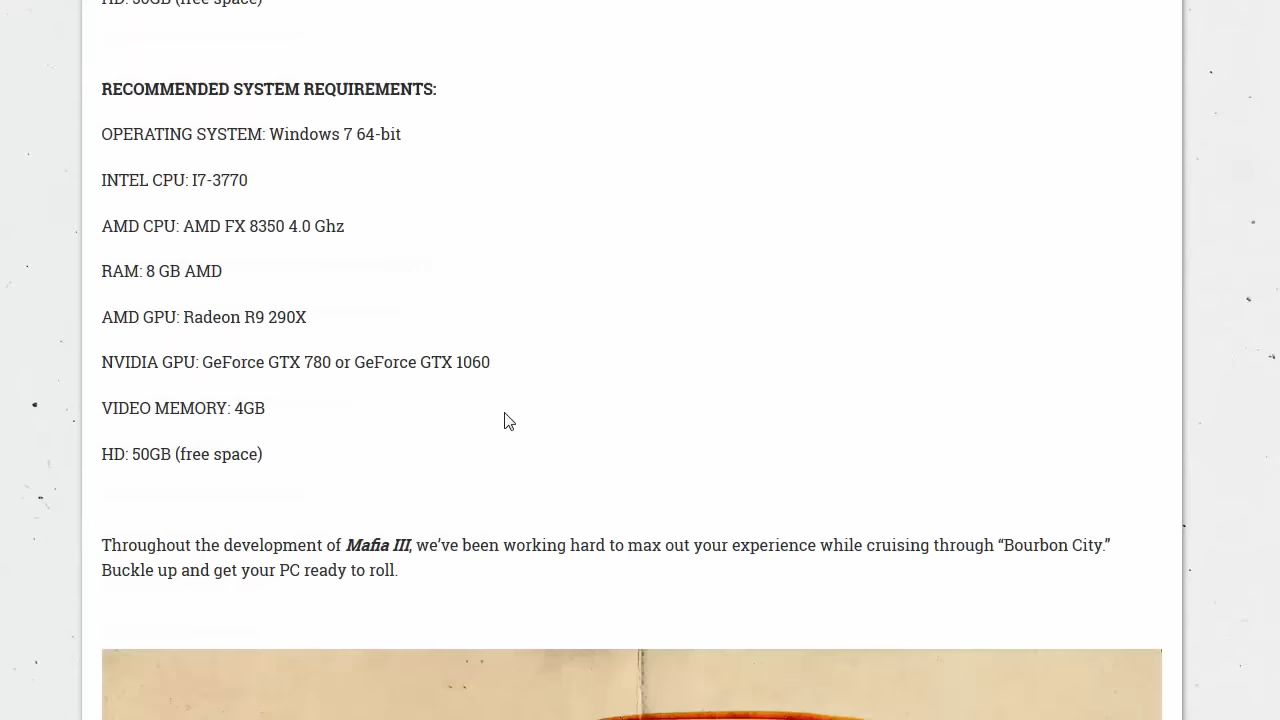 HD: 50GB (free space)
RECOMMENDED SYSTEM REQUIREMENTS:
OPERATING SYSTEM: Windows 7 64-bit
INTEL CPU: I7-3770
AMD CPU: AMD FX 8350 4.0 Ghz
RAM: 8 GB AMD
AMD GPU: Radeon R9 290X
NVIDIA GPU: GeForce GTX 780 or GeForce GTX 1060
VIDEO MEMORY: 4GB
HD: 50GB (free space)
Throughout the development of Mafia III, we’ve been working hard to max out your experience while cruising through “Bourbon City.”
Buckle up and get your PC ready to roll.